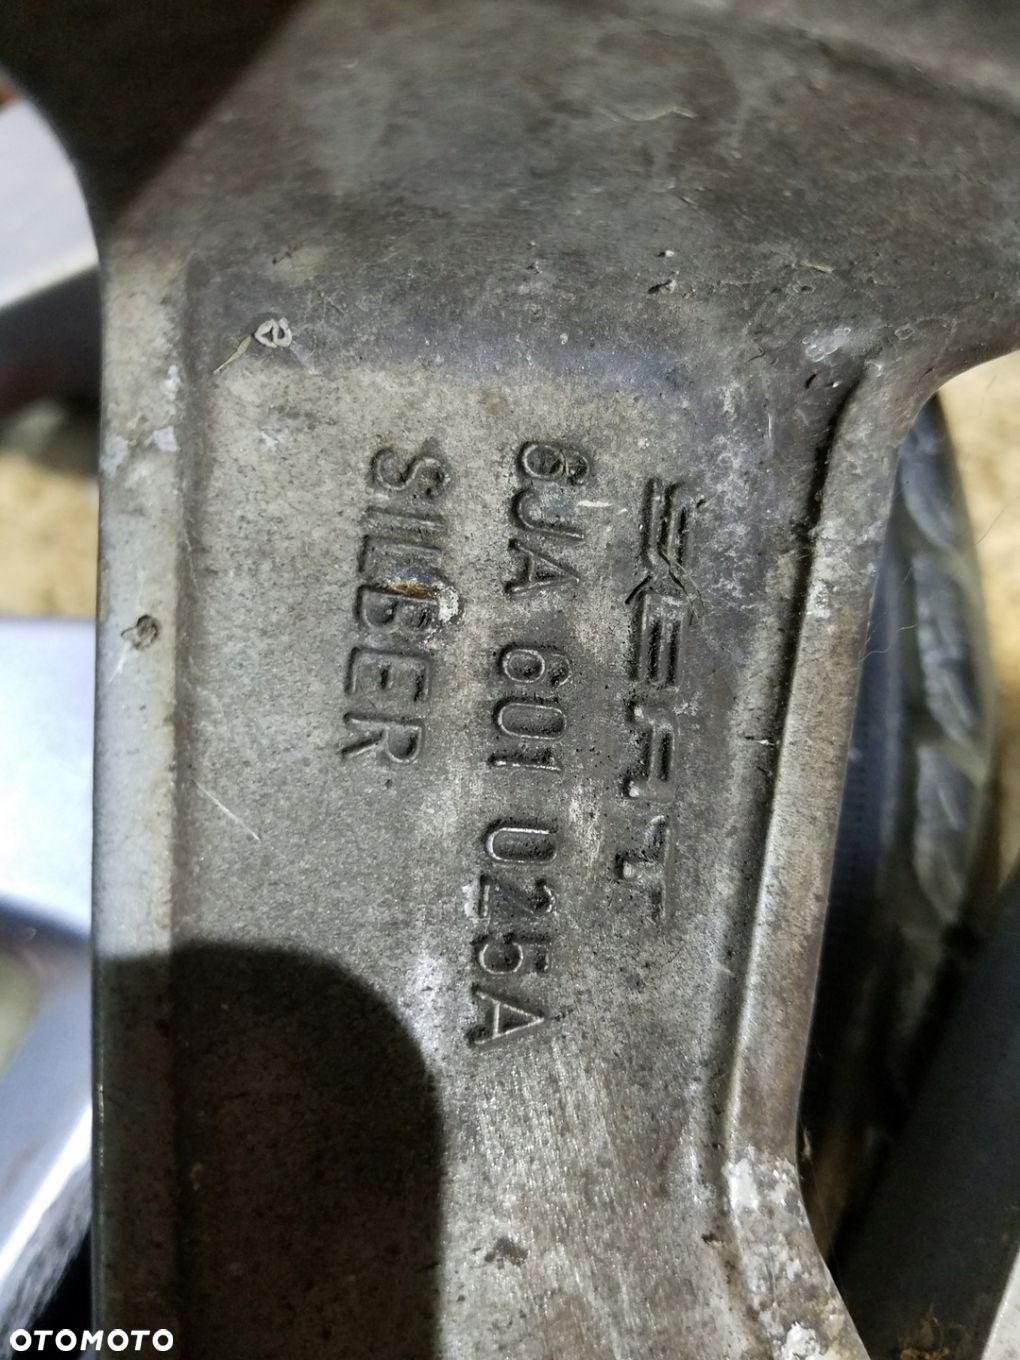 SEAT
6JA 601 025A
SILBER
OTOMOTO